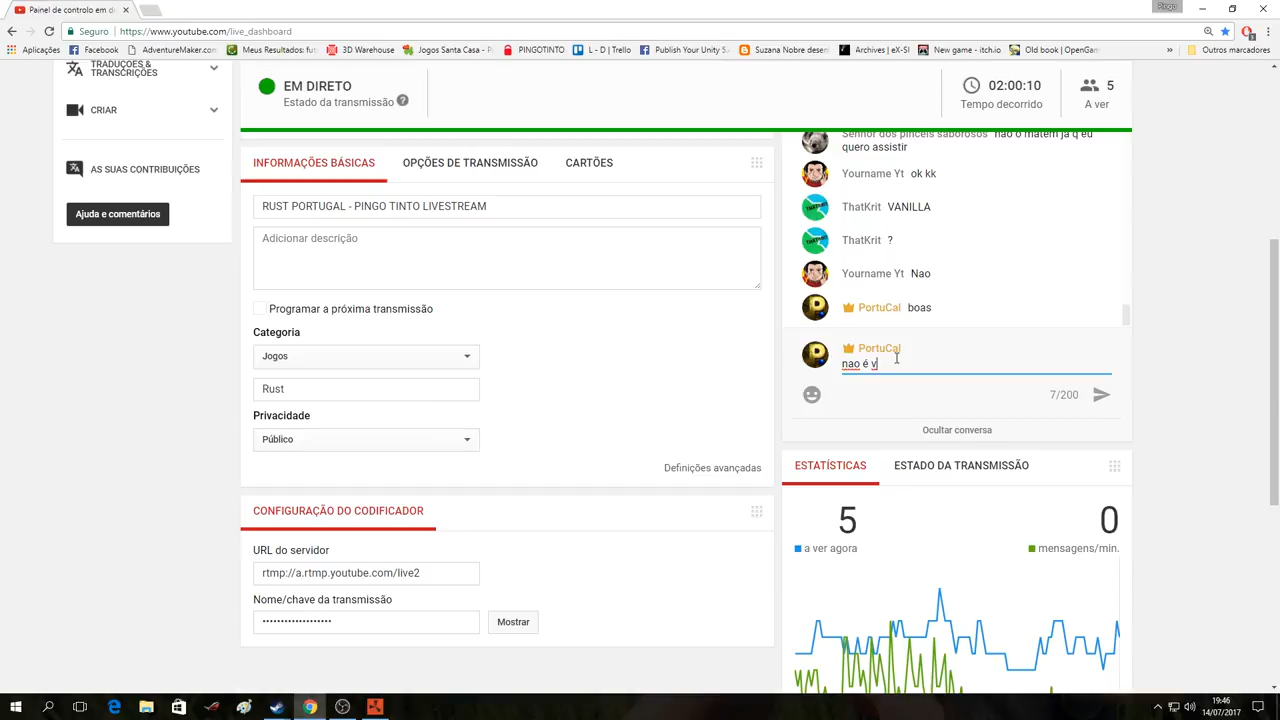 Painel de controlo em di
Pingo
Seguro
https://www.youtube.com/live_dashboard
Aplicações
Facebook
AdventureMaker.com
Meus Resultados: fut
3D Warehouse
Jogos Santa Casa - P
PINGOTINTO
L - D | Trello
Publish Your Unity S
Suzana Nobre desen
Archives | eX-SI
New game - itch.io
Old book | OpenGam
»
Outros marcadores
TRADUÇÕES &
TRANSCRIÇÕES
CRIAR
AS SUAS CONTRIBUIÇÕES
Ajuda e comentários
EM DIRETO
Estado da transmissão
02:00:10
Tempo decorrido
5
A ver
INFORMAÇÕES BÁSICAS
OPÇÕES DE TRANSMISSÃO
CARTÕES
RUST PORTUGAL - PINGO TINTO LIVESTREAM
Adicionar descrição
Programar a próxima transmissão
Categoria
Jogos
Rust
Privacidade
Público
Definições avançadas
CONFIGURAÇÃO DO CODIFICADOR
URL do servidor
rtmp://a.rtmp.youtube.com/live2
Nome/chave da transmissão
••••••••••••••••••••
Mostrar
Senhor dos pinceis saborosos nao o matem ja q eu
quero assistir
Yourname Yt ok kk
ThatKrit VANILLA
ThatKrit ?
Yourname Yt Nao
PortuCal boas
PortuCal
nao é v
7/200
Ocultar conversa
ESTATÍSTICAS
ESTADO DA TRANSMISSÃO
5
a ver agora
0
mensagens/min.
19:46
14/07/2017